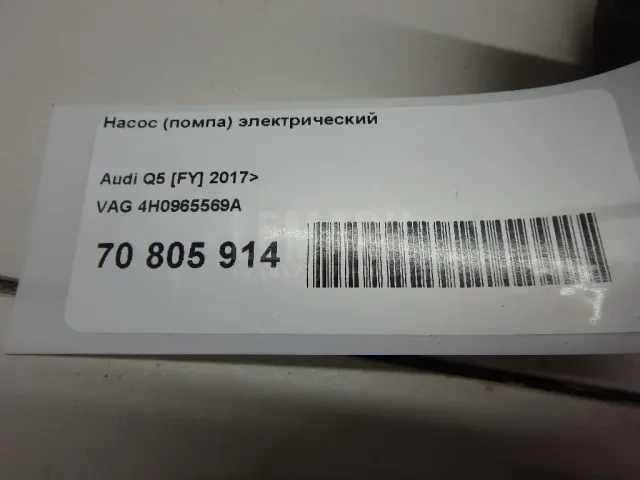 Насос (помпа) электрический
Audi Q5 [FY] 2017>
VAG 4H0965569A
70 805 914